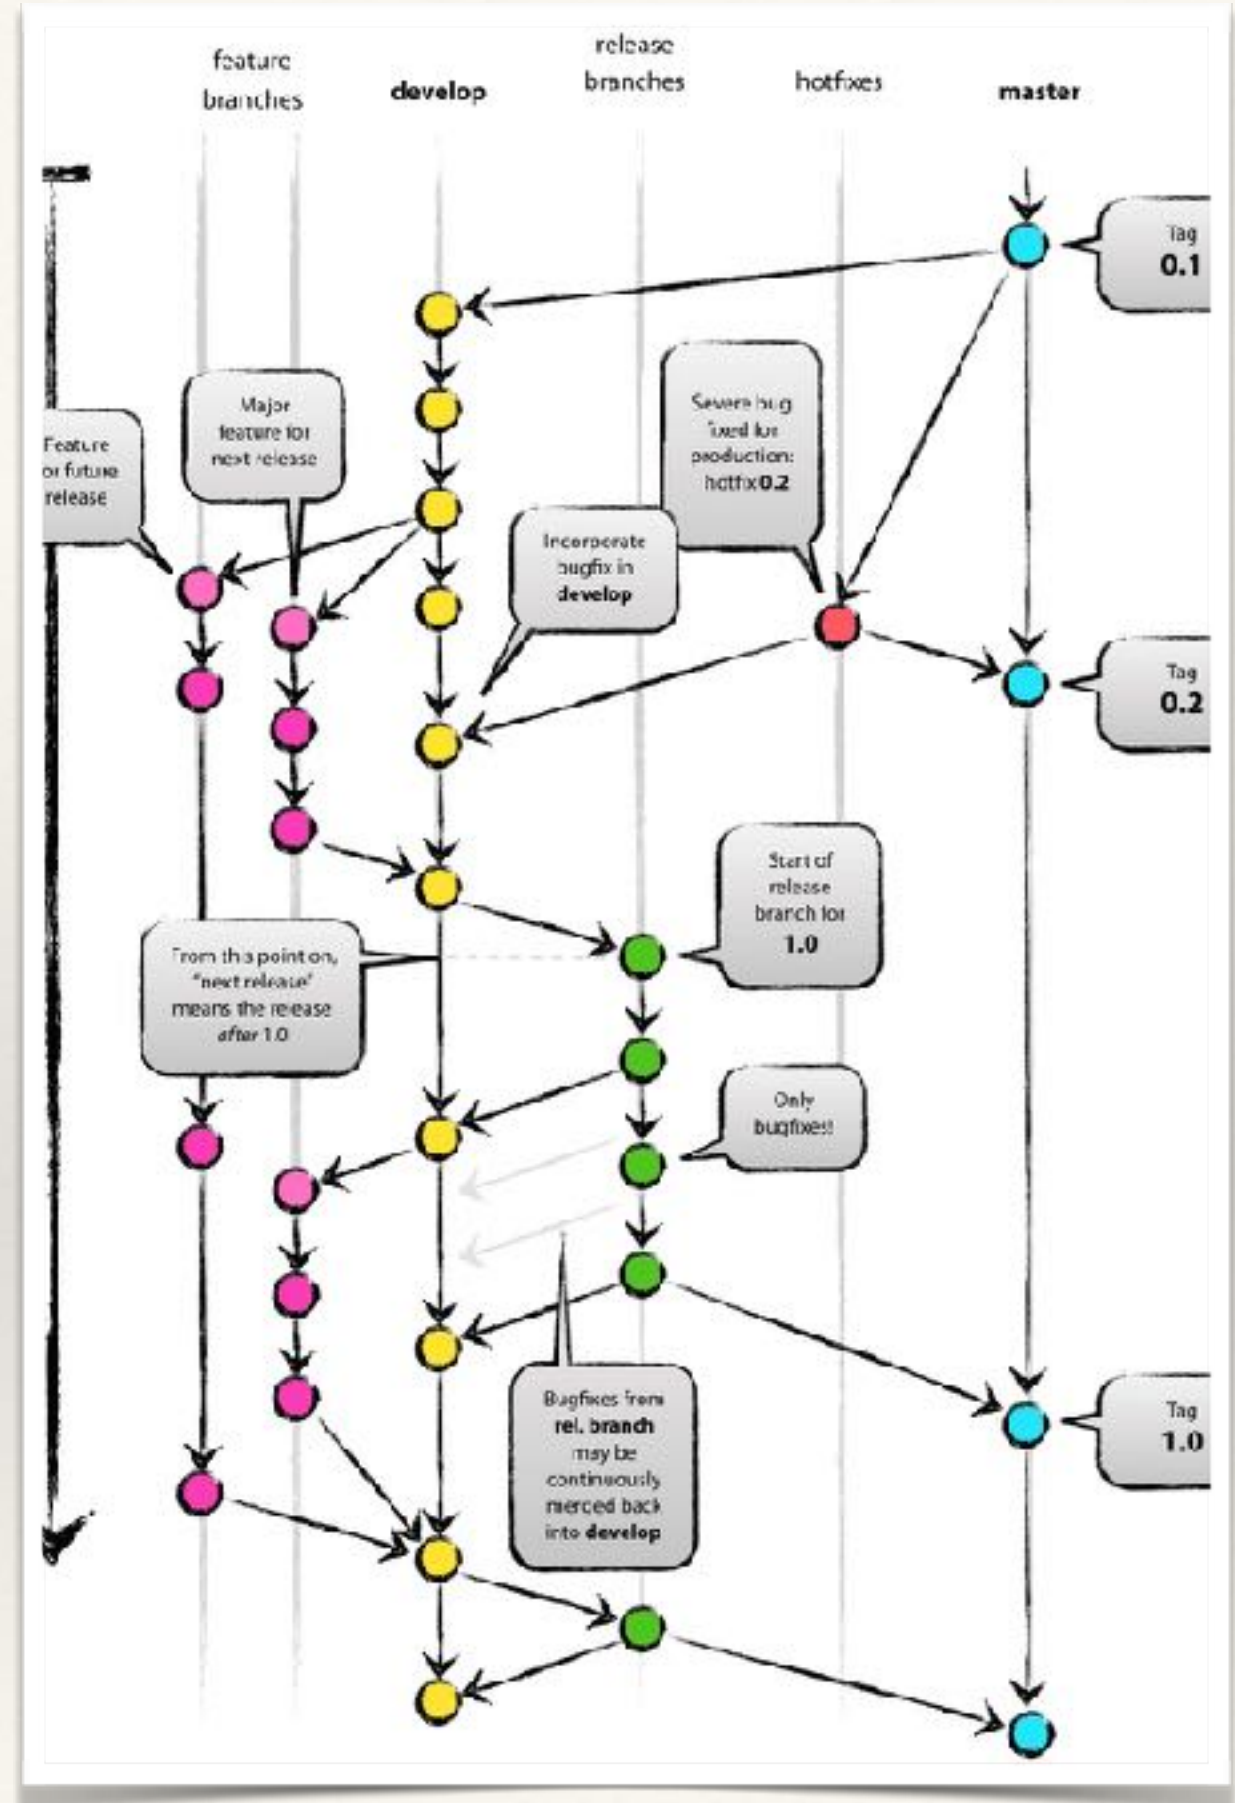 feature
branches
develop
release
branches
hotfixes
master
Tag
0.1
Major
feature for
next release
Feature
or future
release
Severe bug
fixed for
production:
hotfix 0.2
Incorporate
bugfix in
develop
Tag
0.2
Start of
release
branch for
1.0
From this point on,
"next release"
means the release
after 1.0
Only
bugfixes!
Bugfixes from
rel. branch
may be
continuously
merged back
into develop
Tag
1.0